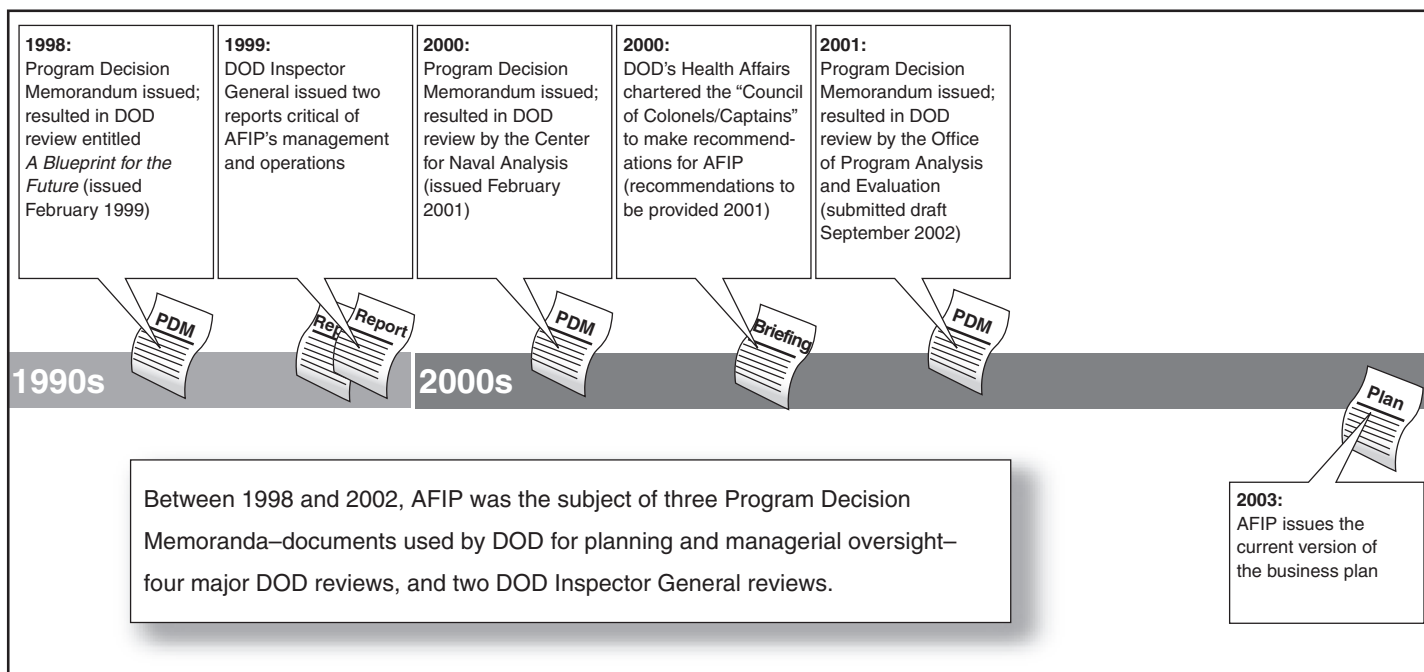 1998:
Program Decision
Memorandum issued;
resulted in DOD
review entitled
A Blueprint for the
Future (issued
February 1999)
1999:
DOD Inspector
General issued two
reports critical of
AFIP’s management
and operations
2000:
Program Decision
Memorandum issued;
resulted in DOD
review by the Center
for Naval Analysis
(issued February
2001)
2000:
DOD’s Health Affairs
chartered the “Council
of Colonels/Captains”
to make recommend-
ations for AFIP
(recommendations to
be provided 2001)
2001:
Program Decision
Memorandum issued;
resulted in DOD
review by the Office
of Program Analysis
and Evaluation
(submitted draft
September 2002)
PDM
Rep
Report
PDM
Briefing
PDM
1990s
2000s
Plan
Between 1998 and 2002, AFIP was the subject of three Program Decision
Memoranda–documents used by DOD for planning and managerial oversight–
four major DOD reviews, and two DOD Inspector General reviews.
2003:
AFIP issues the
current version of
the business plan